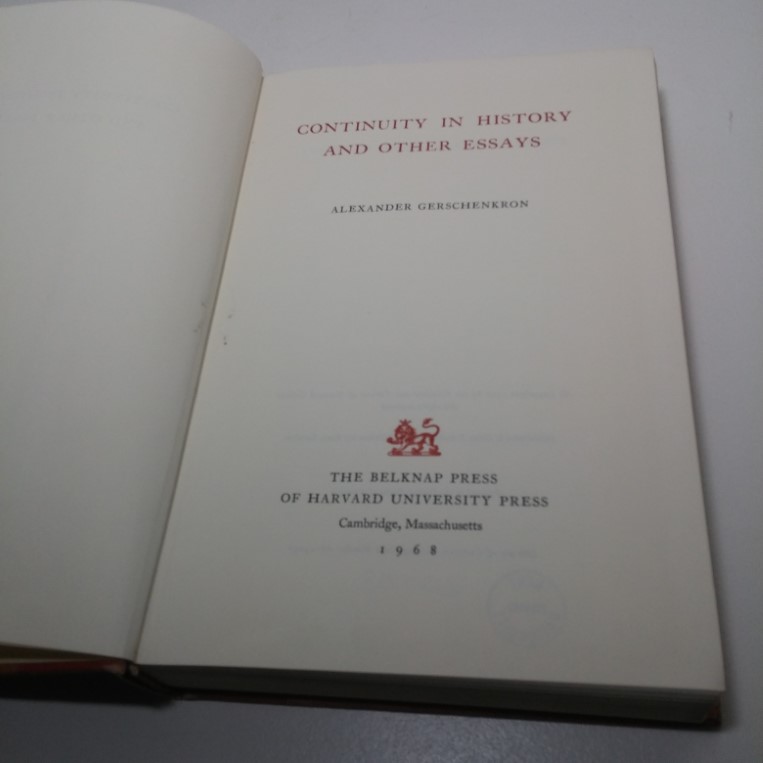 CONTINUITY IN HISTORY
AND OTHER ESSAYS
ALEXANDER GERSCHENKRON
THE BELKNAP PRESS
OF HARVARD UNIVERSITY PRESS
Cambridge, Massachusetts
1968